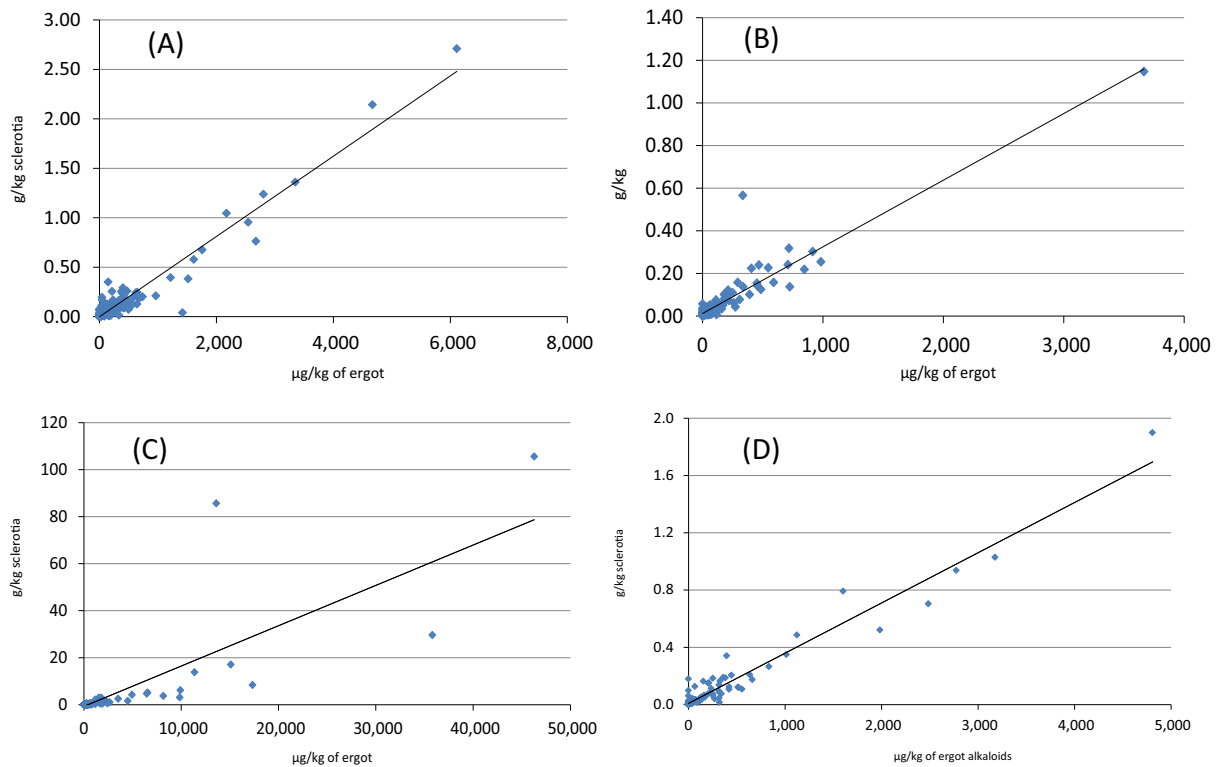 (A)
g/kg sclerotia
3.00
2.50
2.00
1.50
1.00
0.50
0.00
0 2,000 4,000 6,000 8,000
µg/kg of ergot
(B)
g/kg
1.40
1.20
1.00
0.80
0.60
0.40
0.20
0.00
0 1,000 2,000 3,000 4,000
µg/kg of ergot
(C)
g/kg sclerotia
120
100
80
60
40
20
0
0 10,000 20,000 30,000 40,000 50,000
µg/kg of ergot
(D)
g/kg sclerotia
2.0
1.6
1.2
0.8
0.4
0.0
0 1,000 2,000 3,000 4,000 5,000
µg/kg of ergot alkaloids